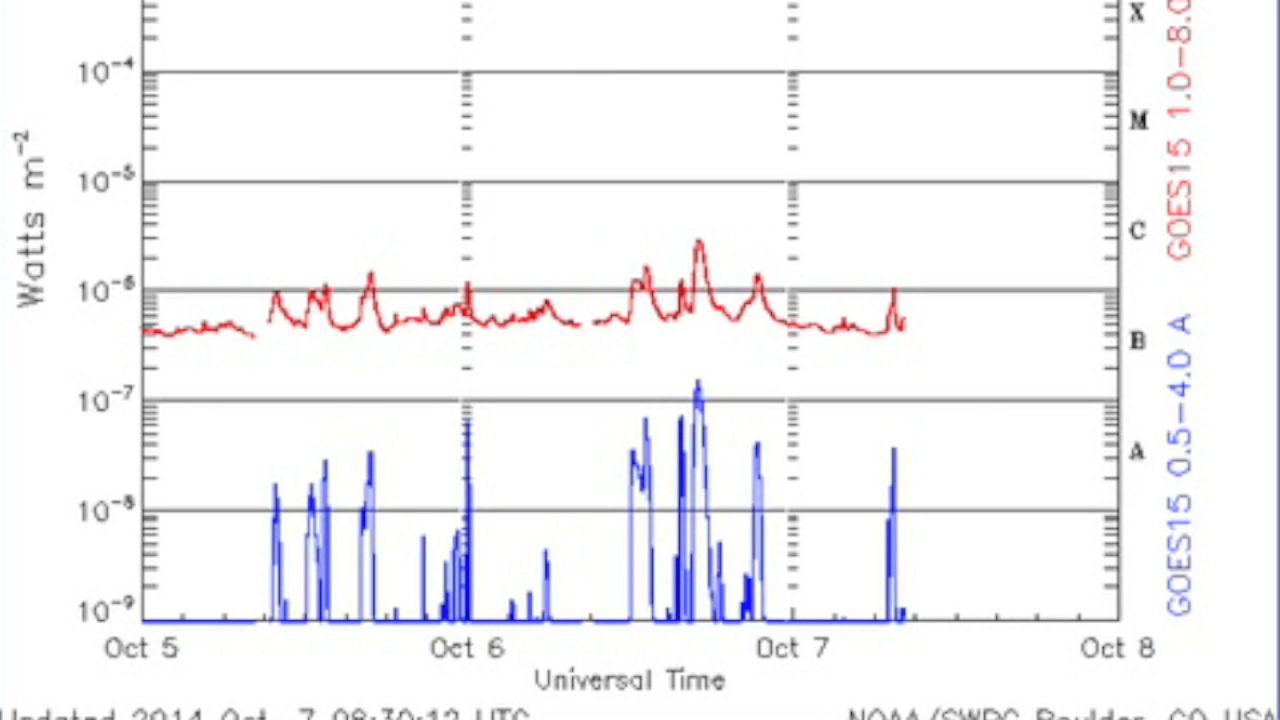 X
10⁻⁴
M
10⁻⁵
C
10⁻⁶
B
10⁻⁷
A
10⁻⁸
10⁻⁹
Watts m⁻²
GOES15 1.0-8.0
GOES15 0.5-4.0 A
Oct 5 Oct 6 Oct 7 Oct 8
Universal Time
Updated 2014 Oct 7 08:30:12 UTC
NOAA/SWPC Boulder, CO USA